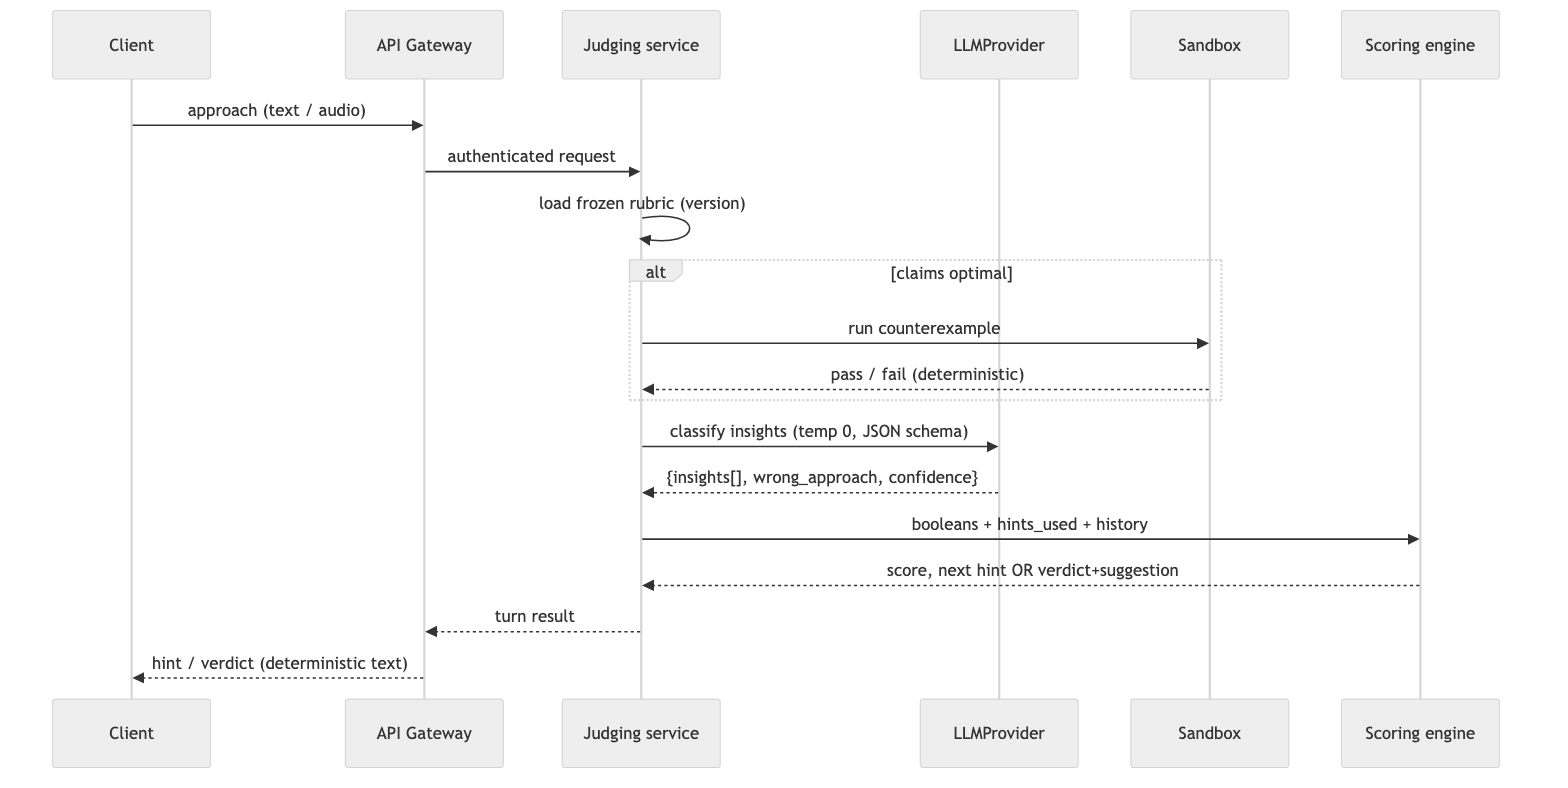 Client
API Gateway
Judging service
LLMProvider
Sandbox
Scoring engine
approach (text / audio)
authenticated request
load frozen rubric (version)
alt
[claims optimal]
run counterexample
pass / fail (deterministic)
classify insights (temp 0, JSON schema)
{insights[], wrong_approach, confidence}
booleans + hints_used + history
score, next hint OR verdict+suggestion
turn result
hint / verdict (deterministic text)
Client
API Gateway
Judging service
LLMProvider
Sandbox
Scoring engine